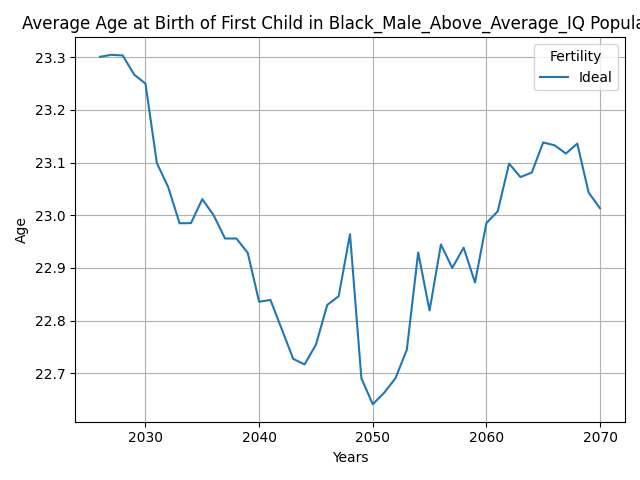 Average Age at Birth of First Child in Black_Male_Above_Average_IQ Popula
Fertility
Ideal
23.3
23.2
23.1
23.0
22.9
22.8
22.7
Age
2030 2040 2050 2060 2070
Years